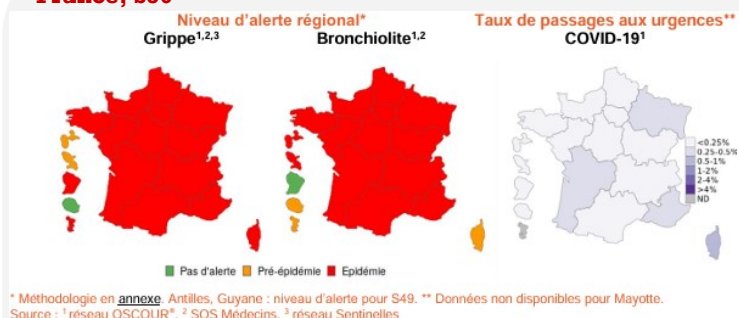 Niveau d'alerte régional*
Taux de passages aux urgences**
Grippe¹,²,³
Bronchiolite¹,²
COVID-19¹
<0.25%
0.25-0.5%
0.5-1%
1-2%
2-4%
>4%
ND
Pas d'alerte
Pré-épidémie
Epidémie
* Méthodologie en annexe. Antilles, Guyane : niveau d'alerte pour S49. ** Données non disponibles pour Mayotte.
Source : ¹ réseau OSCOUR®, ² SOS Médecins, ³ réseau Sentinelles